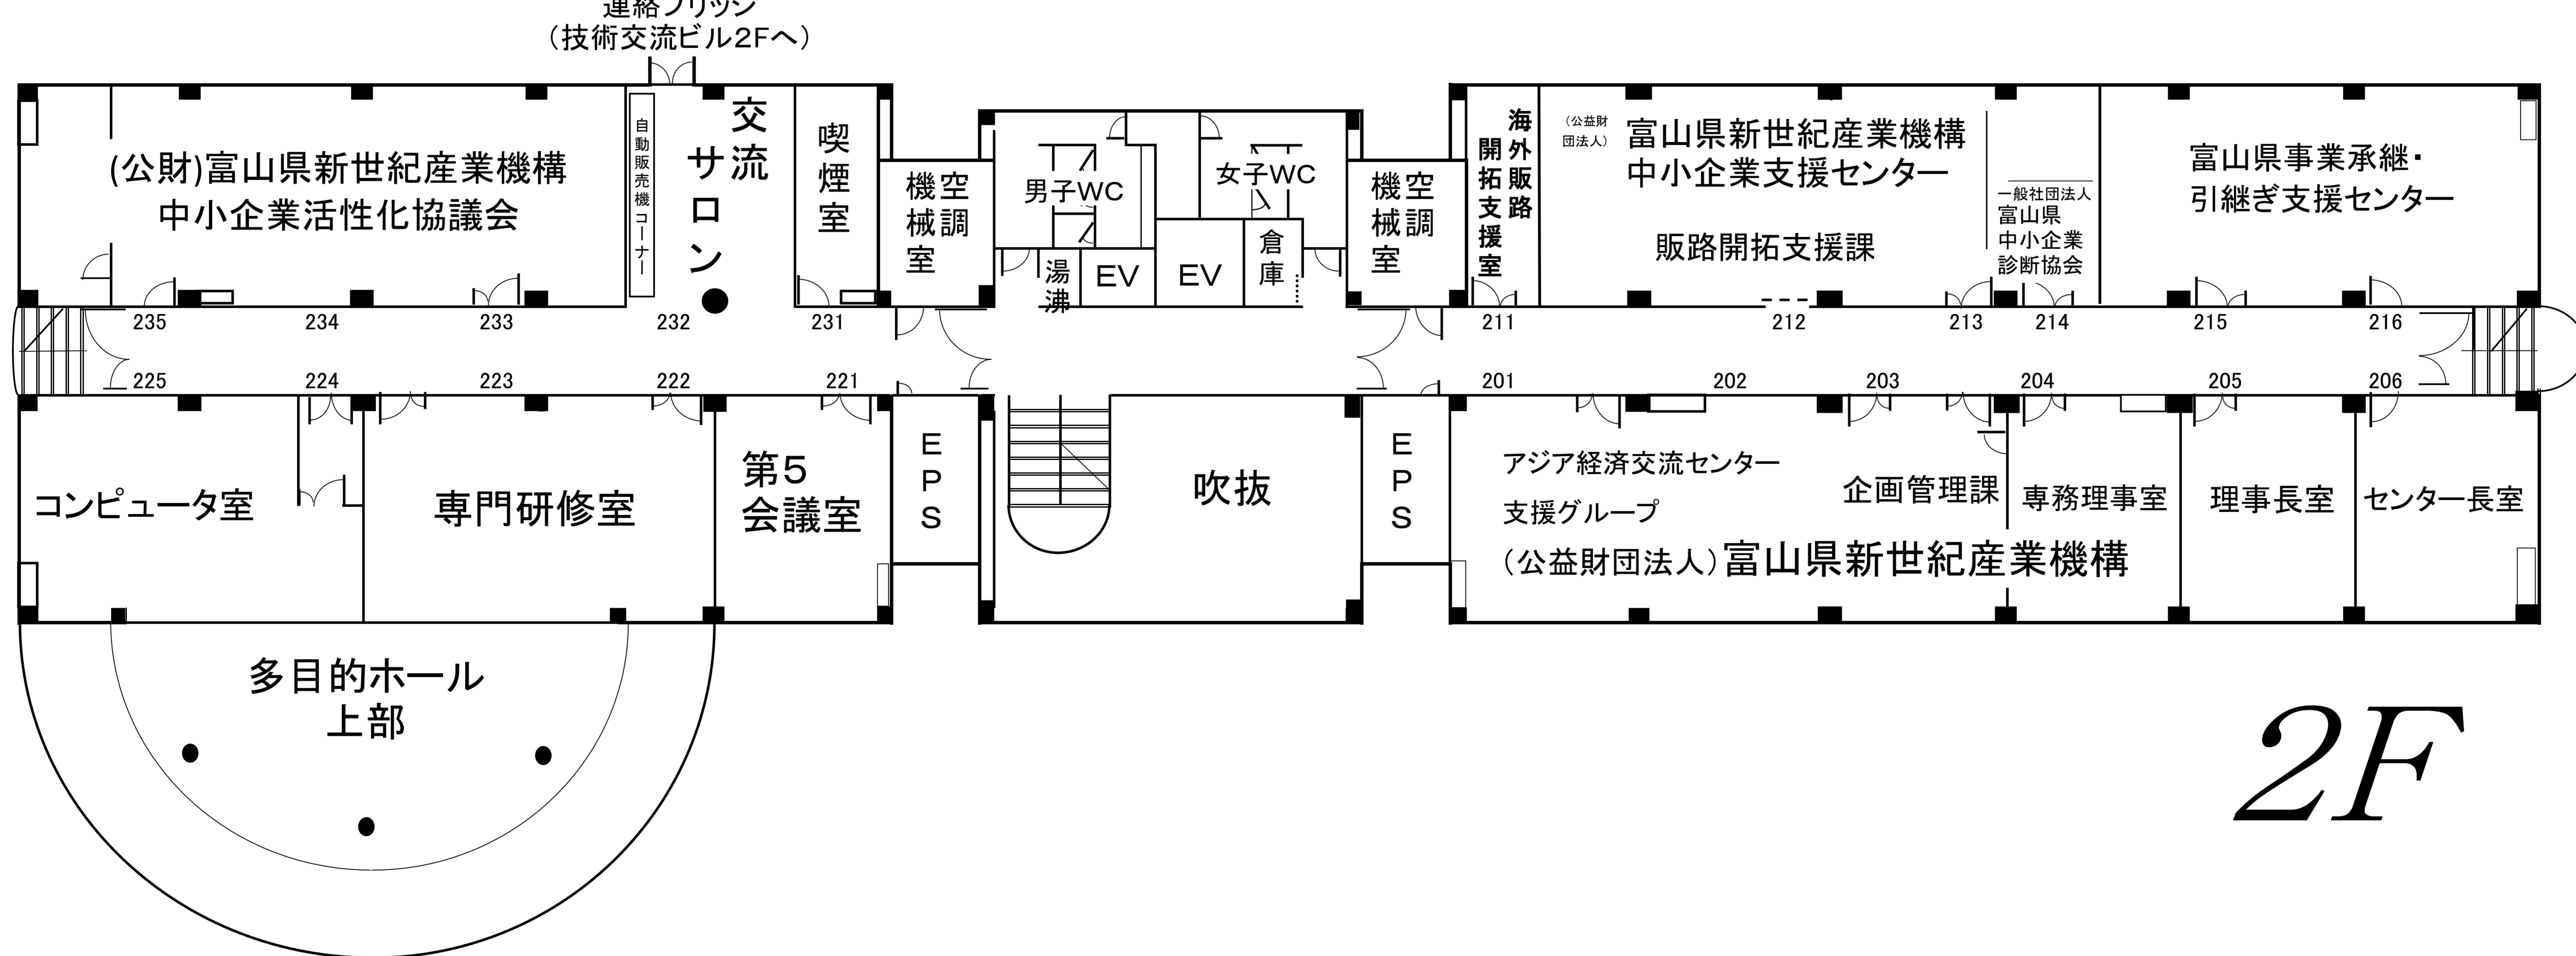 連絡ブリッジ
（技術交流ビル2Fへ）
(公財)富山県新世紀産業機構
中小企業活性化協議会
自動販売機コーナー
交流
サロン
喫煙室
空調
機械室
男子WC
女子WC
湯沸
EV
EV
倉庫
空調
機械室
海外販路
開拓支援室
（公益財
団法人）
富山県新世紀産業機構
中小企業支援センター
販路開拓支援課
一般社団法人
富山県
中小企業
診断協会
富山県事業承継・
引継ぎ支援センター
235
234
233
232
231
211
212
213
214
215
216
225
224
223
222
221
201
202
203
204
205
206
コンピュータ室
専門研修室
第5
会議室
EPS
吹抜
EPS
アジア経済交流センター
支援グループ
企画管理課
（公益財団法人）富山県新世紀産業機構
専務理事室
理事長室
センター長室
多目的ホール
上部
2F